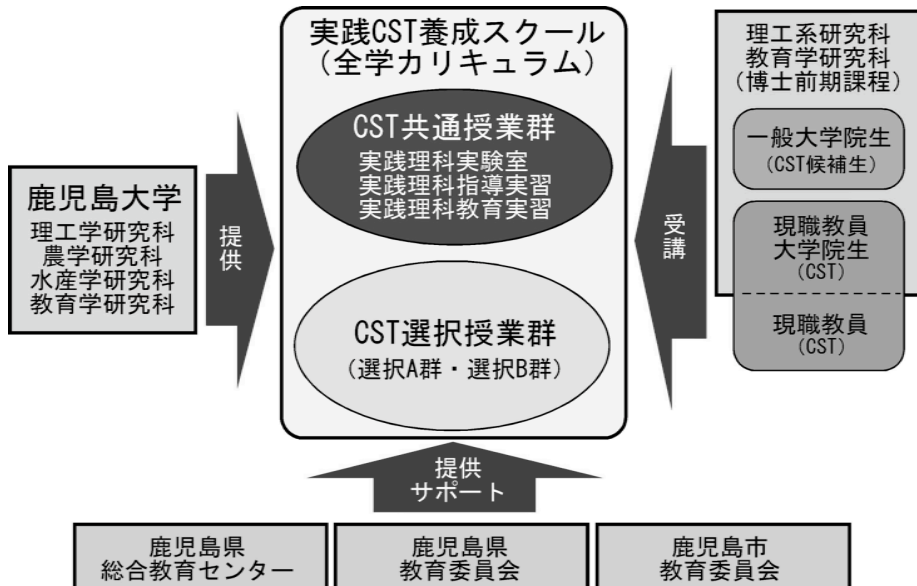 実践CST養成スクール
(全学カリキュラム)
CST共通授業群
実践理科実験室
実践理科指導実習
実践理科教育実習
CST選択授業群
(選択A群・選択B群)
鹿児島大学
理工学研究科
農学研究科
水産学研究科
教育学研究科
提供
受講
理工系研究科
教育学研究科
(博士前期課程)
一般大学院生
(CST候補生)
現職教員
大学院生
(CST)
現職教員
(CST)
提供
サポート
鹿児島県
総合教育センター
鹿児島県
教育委員会
鹿児島市
教育委員会